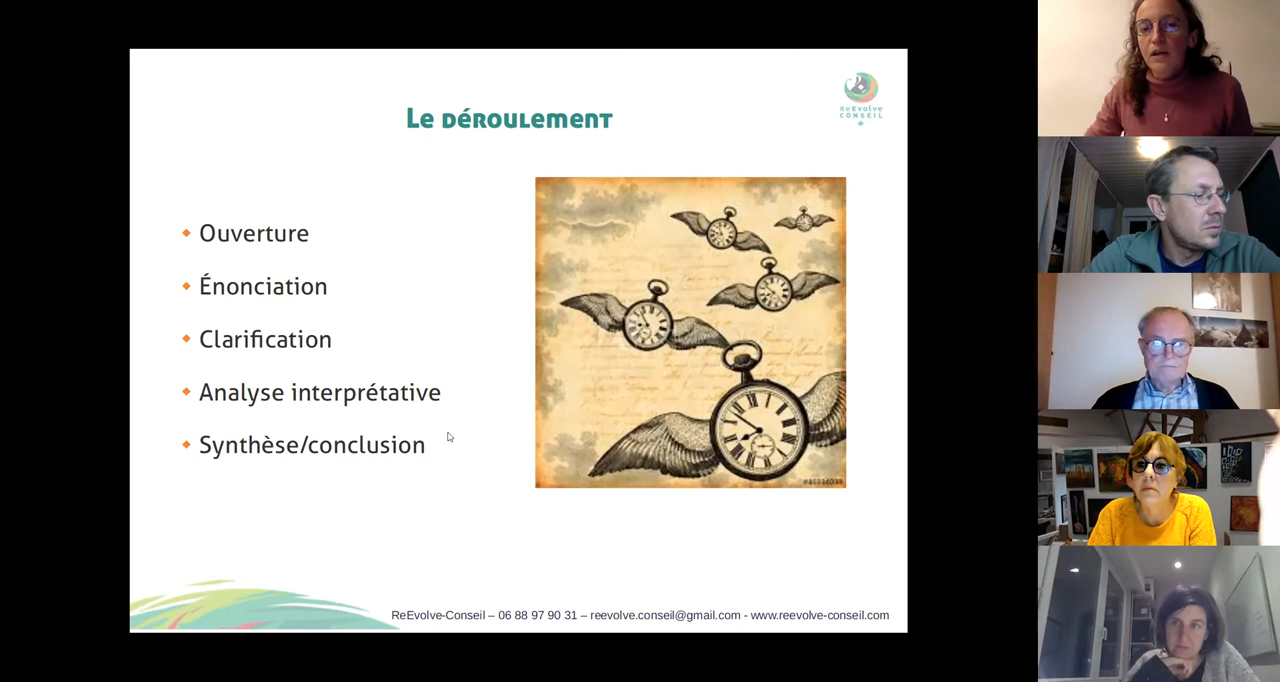 Le déroulement
ReEvolve
CONSEIL
Ouverture
Énonciation
Clarification
Analyse interprétative
Synthèse/conclusion
ReEvolve-Conseil – 06 88 97 90 31 – reevolve.conseil@gmail.com - www.reevolve-conseil.com